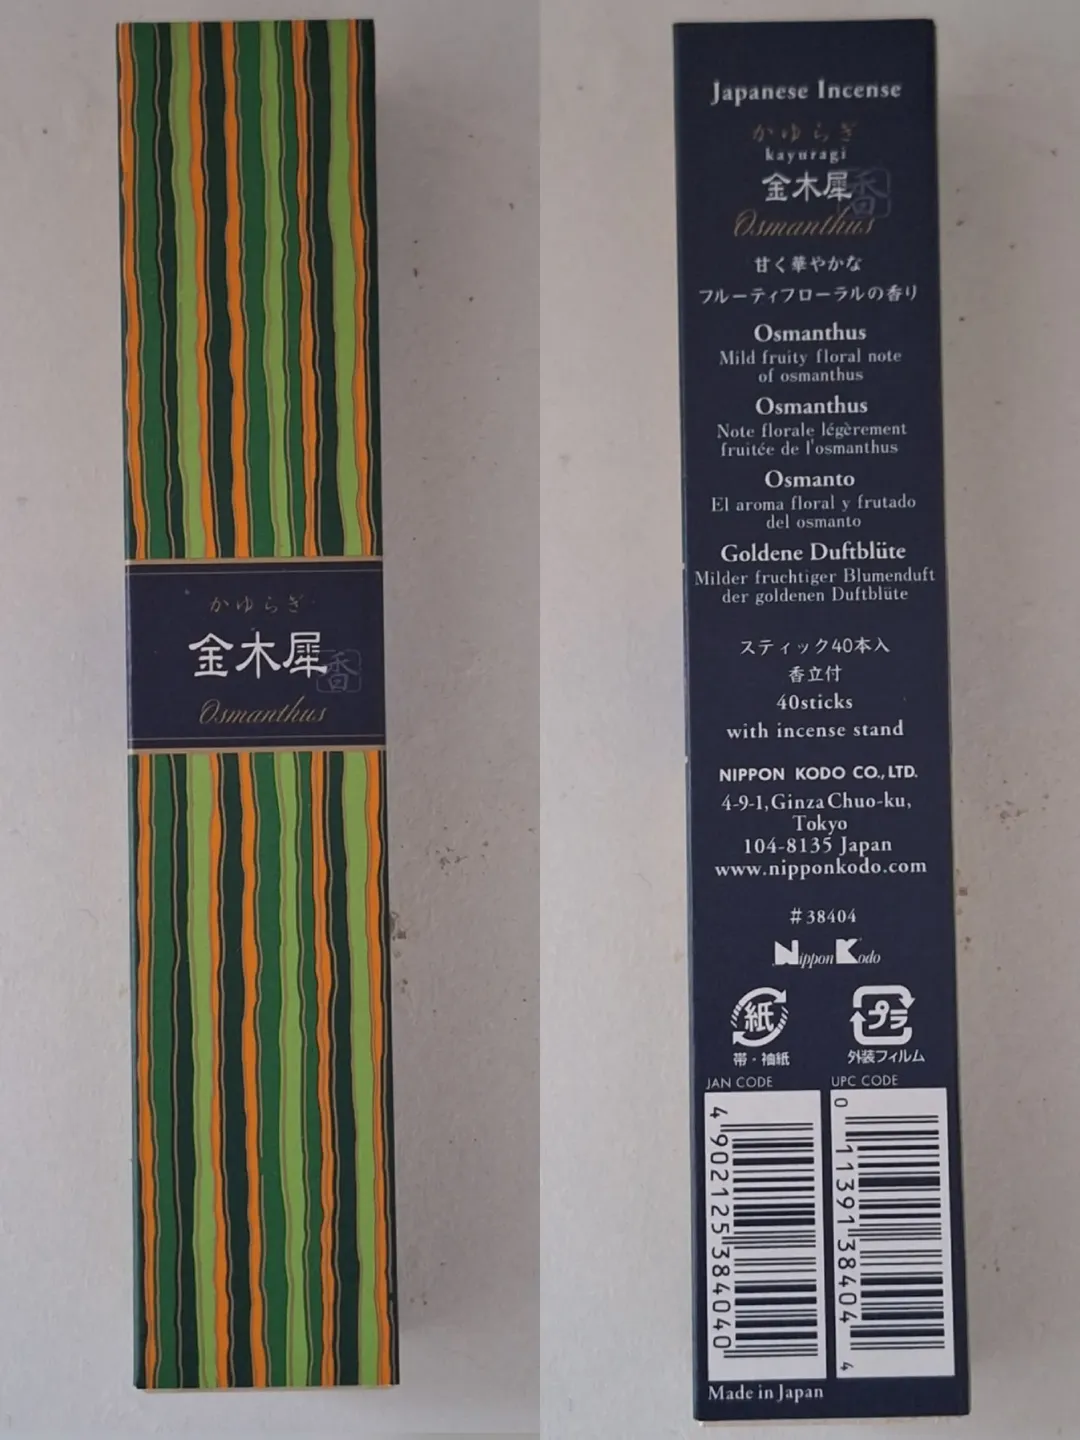 かゆらぎ
金木犀
香
Osmanthus
Japanese Incense
かゆらぎ
kayuragi
金木犀
香
Osmanthus
甘く華やかな
フルーティフローラルの香り
Osmanthus
Mild fruity floral note
of osmanthus
Osmanthus
Note florale légèrement
fruitée de l'osmanthus
Osmanto
El aroma floral y frutado
del osmanto
Goldene Duftblüte
Milder fruchtiger Blumenduft
der goldenen Duftblüte
スティック40本入
香立付
40sticks
with incense stand
NIPPON KODO CO., LTD.
4-9-1, Ginza Chuo-ku,
Tokyo
104-8135 Japan
www.nipponkodo.com
#38404
Nippon Kodo
紙
プラ
帯・袖紙
外装フィルム
JAN CODE
UPC CODE
4 902125 384040
0 11391 38404 4
Made in Japan